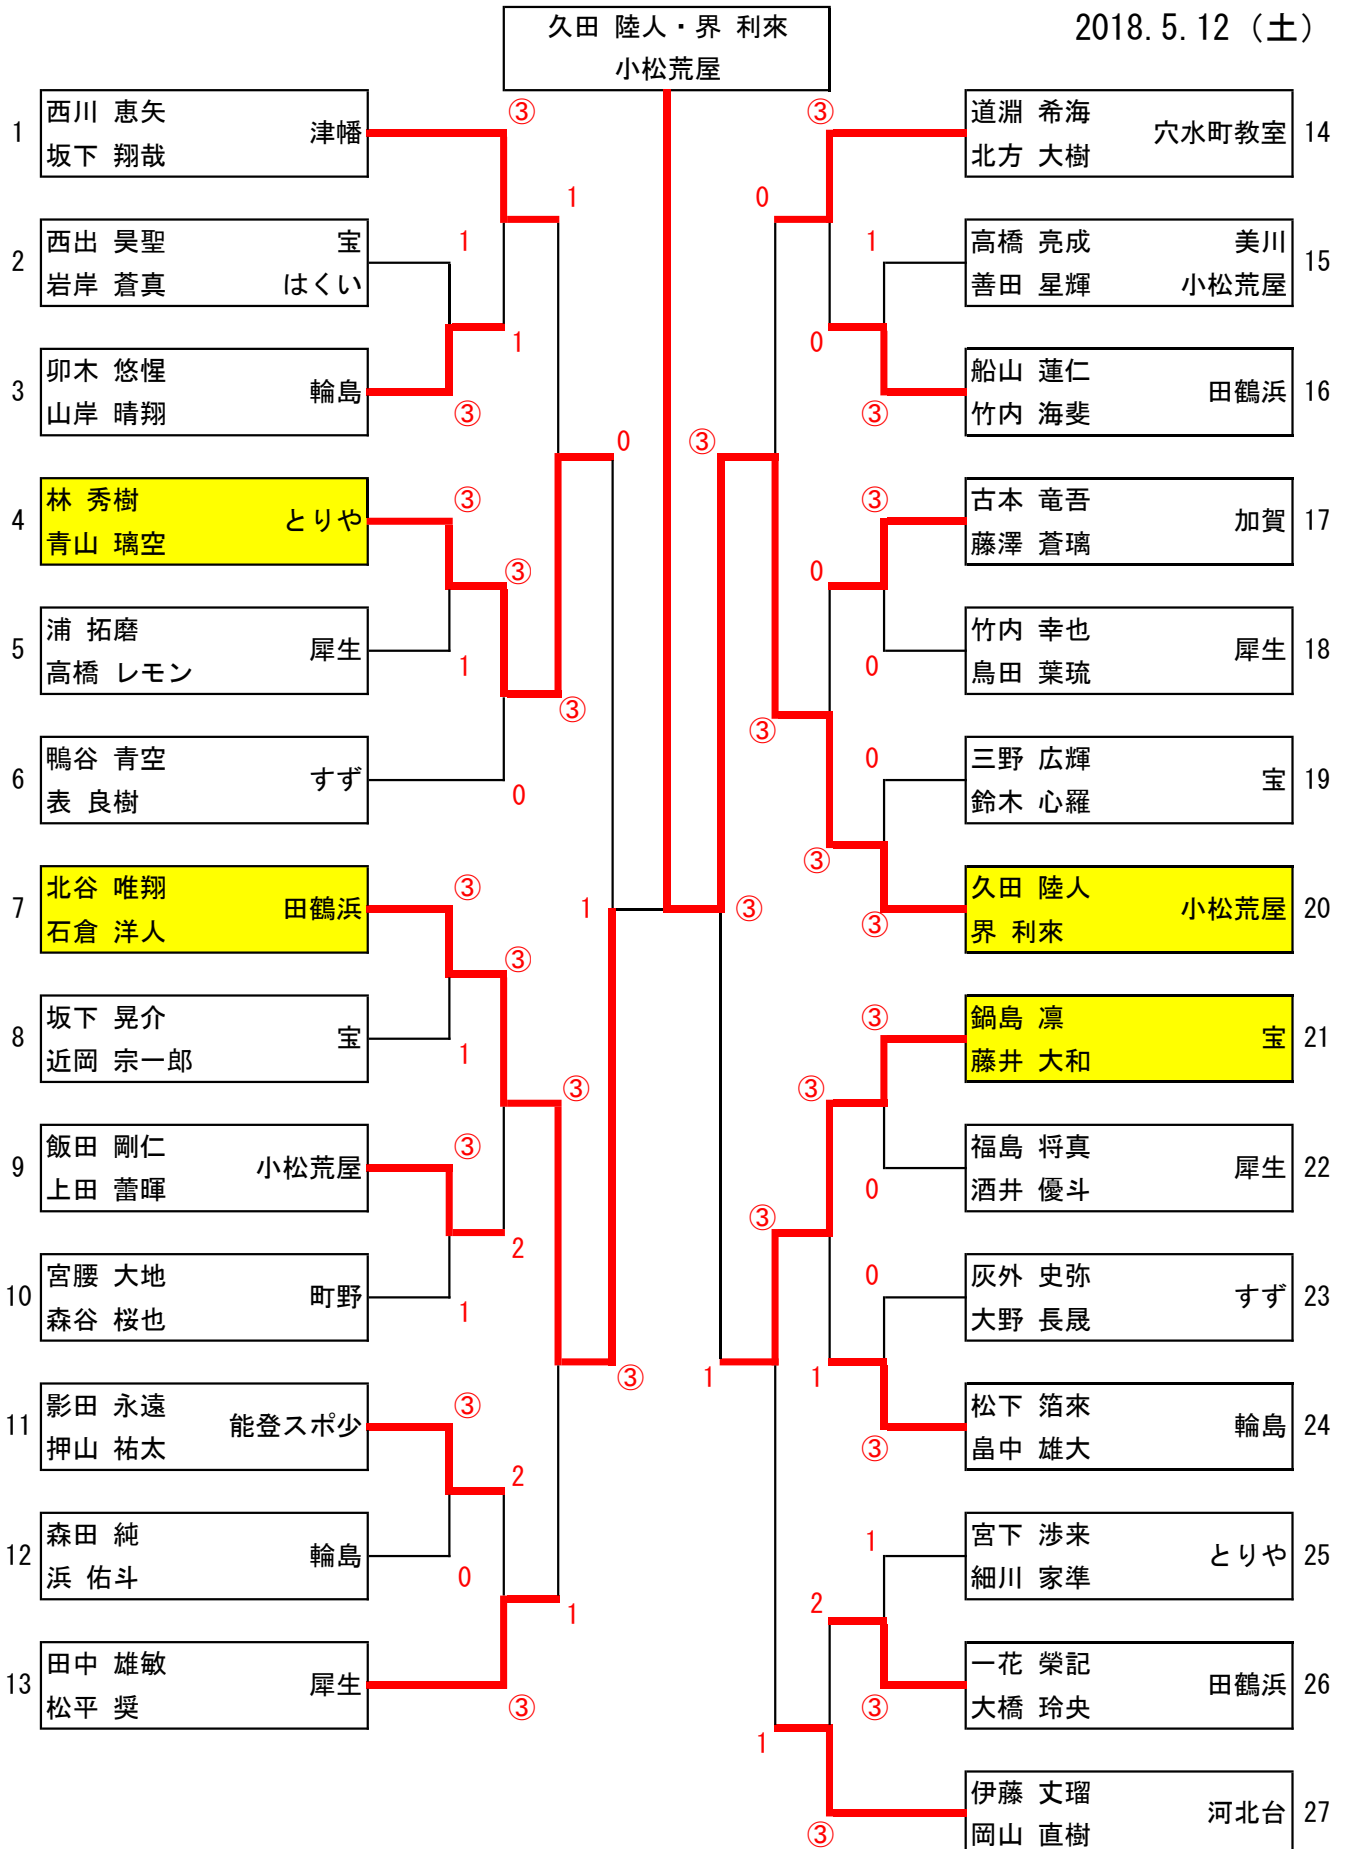 久田 陸人・界 利來
小松荒屋
2018.5.12（土）
1 西川 恵矢 津幡
坂下 翔哉
2 西出 昊聖 宝
岩岸 蒼真 はくい
3 卯木 悠惺 輪島
山岸 晴翔
4 林 秀樹 とりや
青山 璃空
5 浦 拓磨 犀生
高橋 レモン
6 鴨谷 青空 すず
表 良樹
7 北谷 唯翔 田鶴浜
石倉 洋人
8 坂下 晃介 宝
近岡 宗一郎
9 飯田 剛仁 小松荒屋
上田 蕾暉
10 宮腰 大地 町野
森谷 桜也
11 影田 永遠 能登スポ少
押山 祐太
12 森田 純 輪島
浜 佑斗
13 田中 雄敏 犀生
松平 奨
③
1
1
1
③
0
③
③
1
③
0
③
1
③
1
③
③
2
1
③
③
2
0
1
③
③
0
1
0
③
③
③
0
0
③
0
③
③
③
③
③
0
③
0
1
1
③
1
2
③
1
③
道淵 希海 穴水町教室 14
北方 大樹
高橋 亮成 美川 15
善田 星輝 小松荒屋
船山 蓮仁 田鶴浜 16
竹内 海斐
古本 竜吾 加賀 17
藤澤 蒼璃
竹内 幸也 犀生 18
鳥田 葉琉
三野 広輝 宝 19
鈴木 心羅
久田 陸人 小松荒屋 20
界 利來
鍋島 凛 宝 21
藤井 大和
福島 将真 犀生 22
酒井 優斗
灰外 史弥 すず 23
大野 長晟
松下 箔來 輪島 24
畠中 雄大
宮下 渉来 とりや 25
細川 家準
一花 榮記 田鶴浜 26
大橋 玲央
伊藤 丈瑠 河北台 27
岡山 直樹